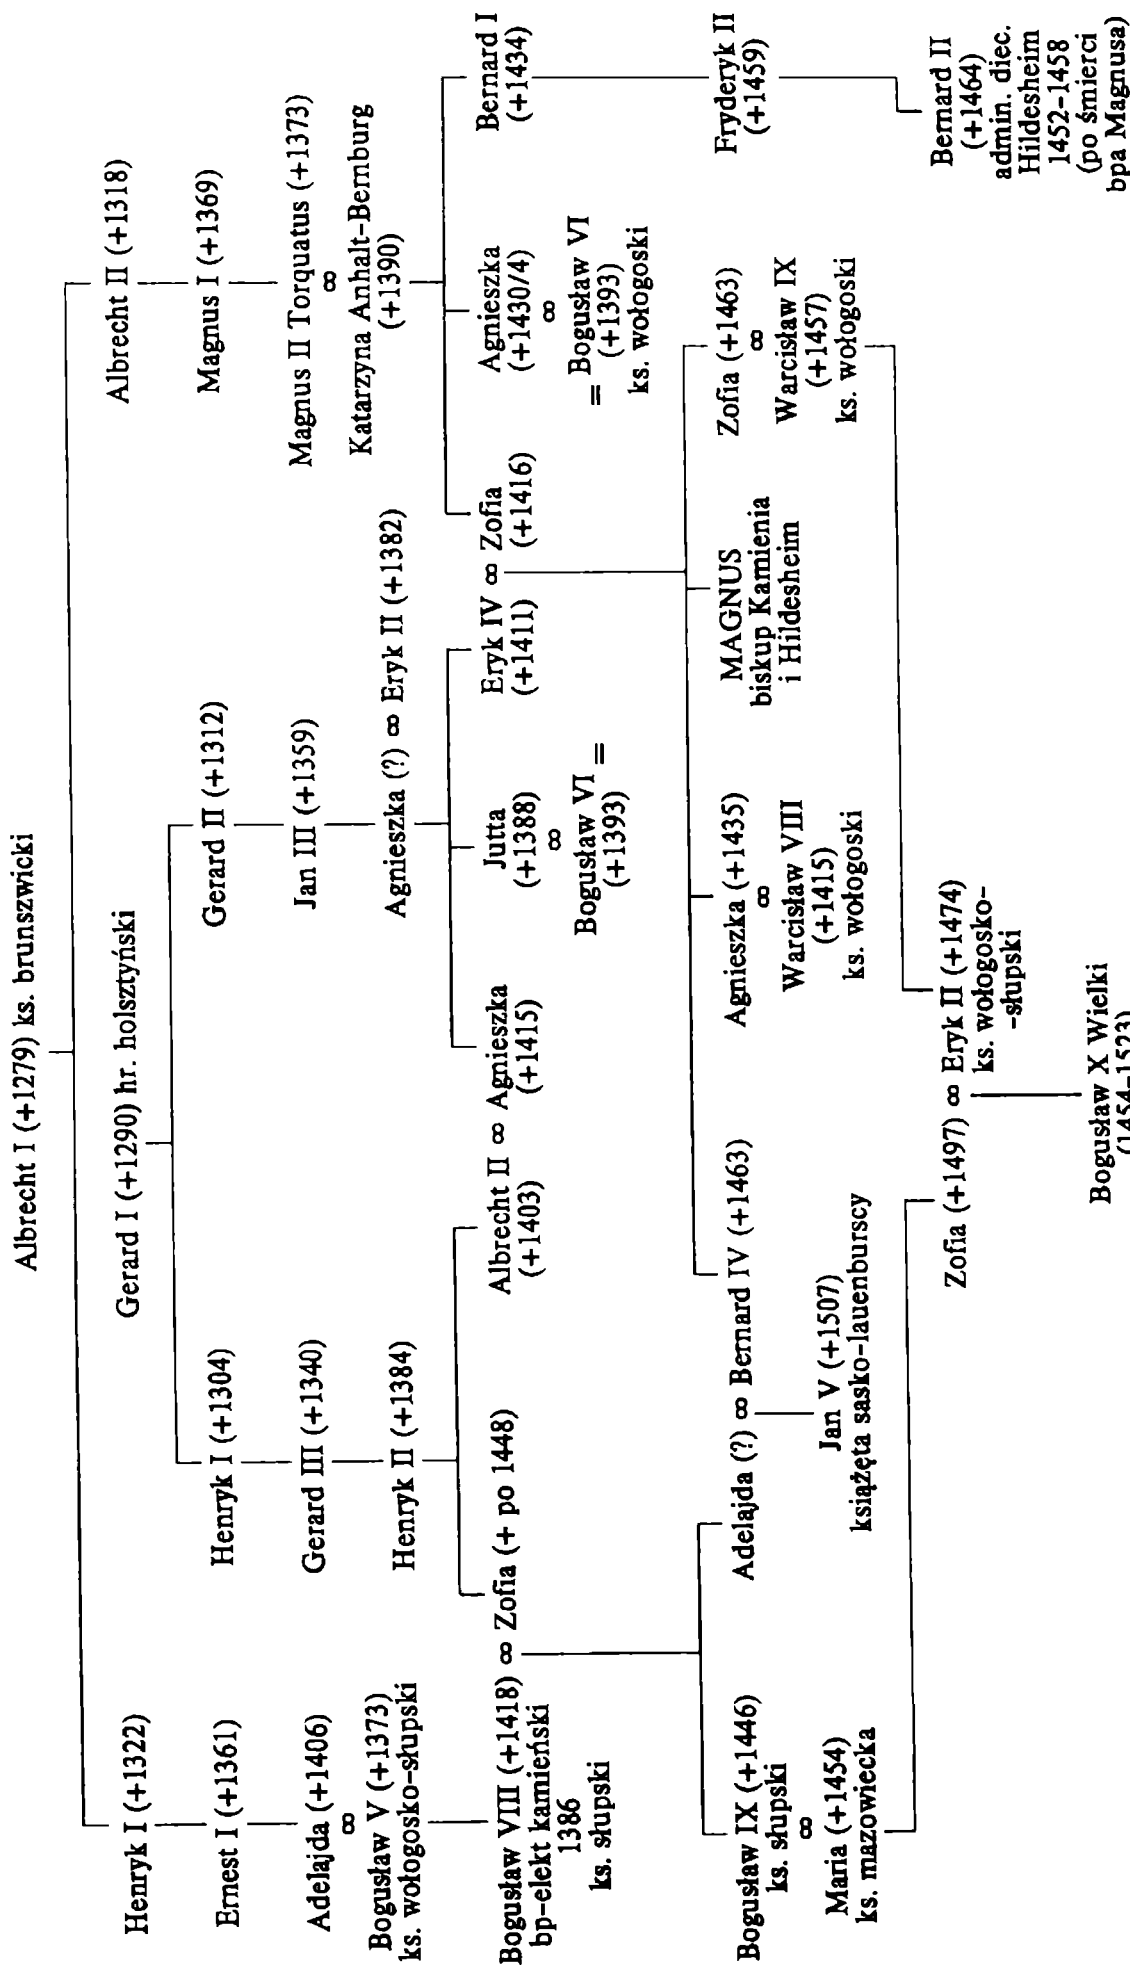 Albrecht I (+1279) ks. brunszwicki
Gerard I (+1290) hr. holsztyński
Henryk I (+1322)
Henryk I (+1304)
Gerard II (+1312)
Albrecht II (+1318)
Ernest I (+1361)
Gerard III (+1340)
Jan III (+1359)
Magnus I (+1369)
Adelajda (+1406)
∞
Bogusław V (+1373)
ks. wołogosko-słupski
Henryk II (+1384)
Agnieszka (?) ∞ Eryk II (+1382)
Magnus II Torquatus (+1373)
∞
Katarzyna Anhalt-Bernburg
(+1390)
Bogusław VIII (+1418) ∞ Zofia (+ po 1448)
bp-elekt kamieński
1386
ks. słupski
Albrecht II ∞ Agnieszka
(+1403) (+1415)
Jutta
(+1388)
∞
Bogusław VI =
(+1393)
Eryk IV ∞ Zofia
(+1411) (+1416)
Agnieszka
(+1430/4)
∞
= Bogusław VI
(+1393)
ks. wołogoski
Bernard I
(+1434)
Bogusław IX (+1446)
ks. słupski
∞
Maria (+1454)
ks. mazowiecka
Adelajda (?) ∞ Bernard IV (+1463)
Jan V (+1507)
książęta sasko-lauenburscy
Agnieszka (+1435)
∞
Warcisław VIII
(+1415)
ks. wołogoski
MAGNUS
biskup Kamienia
i Hildesheim
Zofia (+1463)
∞
Warcisław IX
(+1457)
ks. wołogoski
Fryderyk II
(+1459)
Zofia (+1497) ∞ Eryk II (+1474)
ks. wołogosko-
-słupski
Bernard II
(+1464)
admin. diec.
Hildesheim
1452-1458
(po śmierci
bpa Magnusa)
Bogusław X Wielki
(1454-1523)